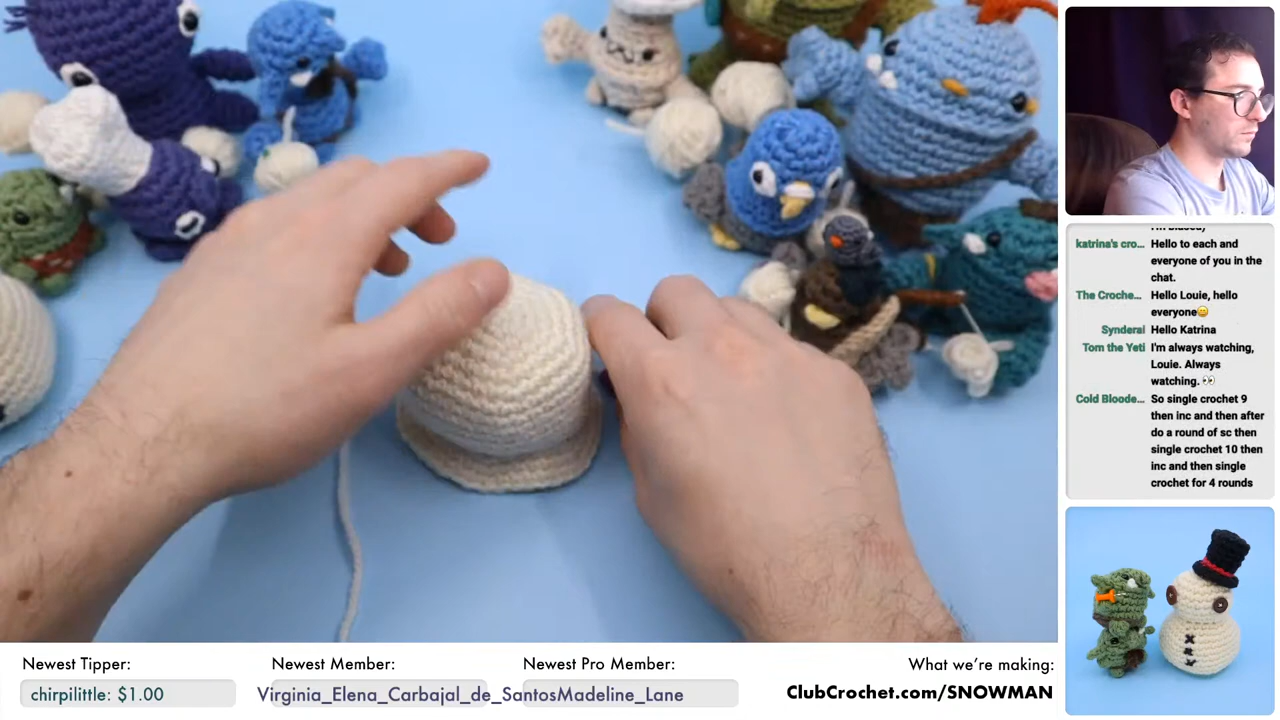 katrina's cro... Hello to each and
everyone of you in the
chat.
The Croche... Hello Louie, hello
everyone😀
Synderai Hello Katrina
Tom the Yeti I'm always watching,
Louie. Always
watching. 👀
Cold Bloode... So single crochet 9
then inc and then after
do a round of sc then
single crochet 10 then
inc and then single
crochet for 4 rounds
Newest Tipper:
chirpilittle: $1.00
Newest Member:
Virginia_Elena_Carbajal_de_Santos
Newest Pro Member:
Madeline_Lane
What we're making:
ClubCrochet.com/SNOWMAN